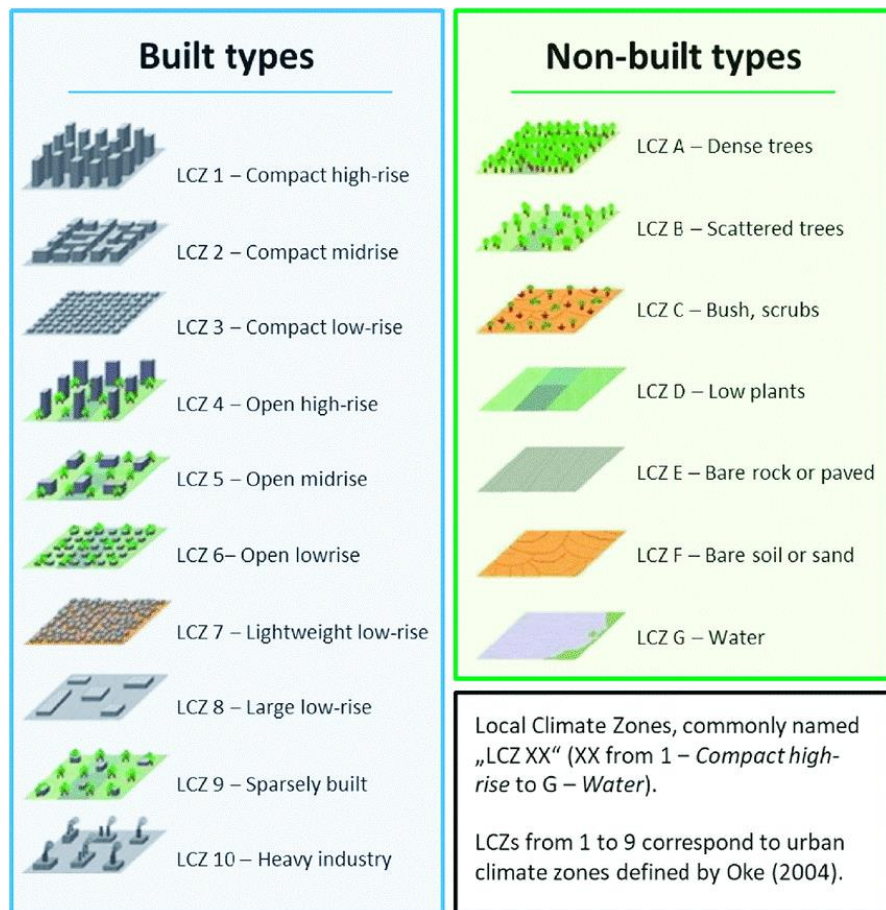 Built types
LCZ 1 – Compact high-rise
LCZ 2 – Compact midrise
LCZ 3 – Compact low-rise
LCZ 4 – Open high-rise
LCZ 5 – Open midrise
LCZ 6– Open lowrise
LCZ 7 – Lightweight low-rise
LCZ 8 – Large low-rise
LCZ 9 – Sparsely built
LCZ 10 – Heavy industry
Non-built types
LCZ A – Dense trees
LCZ B – Scattered trees
LCZ C – Bush, scrubs
LCZ D – Low plants
LCZ E – Bare rock or paved
LCZ F – Bare soil or sand
LCZ G – Water
Local Climate Zones, commonly named
„LCZ XX“ (XX from 1 – Compact high-
rise to G – Water).
LCZs from 1 to 9 correspond to urban
climate zones defined by Oke (2004).